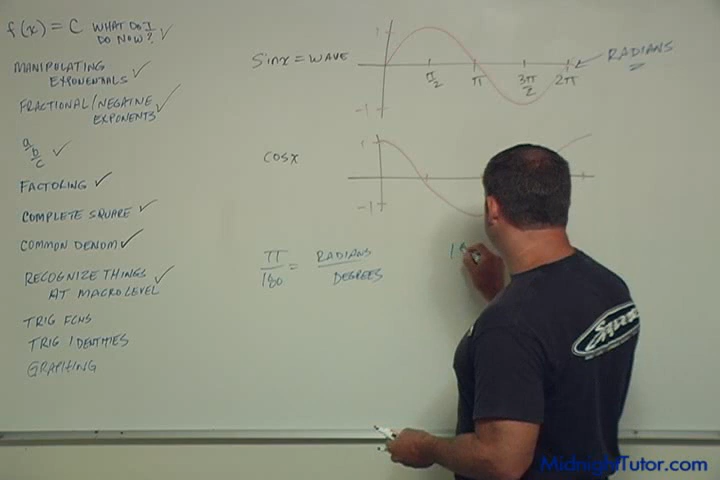 f(x) = C WHAT DO I
DO NOW? ✓
MANIPULATING
EXPONENTIALS ✓
FRACTIONAL/NEGATIVE
EXPONENTS ✓
a
b
c ✓
FACTORING ✓
COMPLETE SQUARE ✓
COMMON DENOM ✓
RECOGNIZE THINGS
AT MACRO LEVEL ✓
TRIG FCNS
TRIG IDENTITIES
GRAPHING
sinx = WAVE
1
-1
π/2 π 3π/2 2π
RADIANS
cosx
1
-1
π/180 = RADIANS/DEGREES
MidnightTutor.com